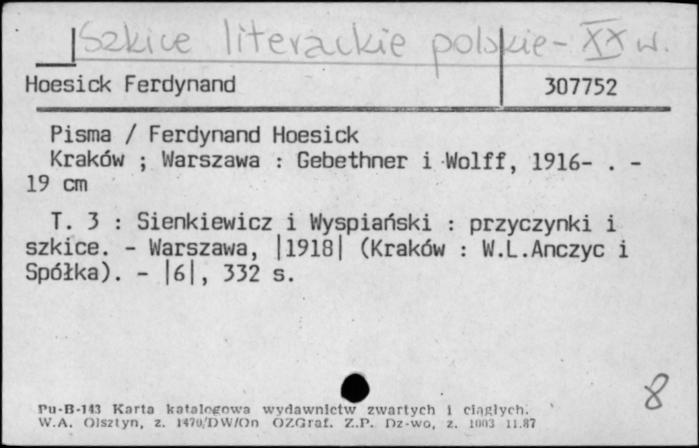 Szkice literackie polskie - XX w.
Hoesick Ferdynand 307752
Pisma / Ferdynand Hoesick
Kraków ; Warszawa : Gebethner i Wolff, 1916- . -
19 cm
T. 3 : Sienkiewicz i Wyspiański : przyczynki i
szkice. - Warszawa, |1918| (Kraków : W.L.Anczyc i
Spółka). - |6|, 332 s.
8
Pu-B-143 Karta katalogowa wydawnictw zwartych i ciągłych.
W.A. Olsztyn, z. 1470/DW/On OZGraf. Z.P. Dz-wo, z. 1003 11.87